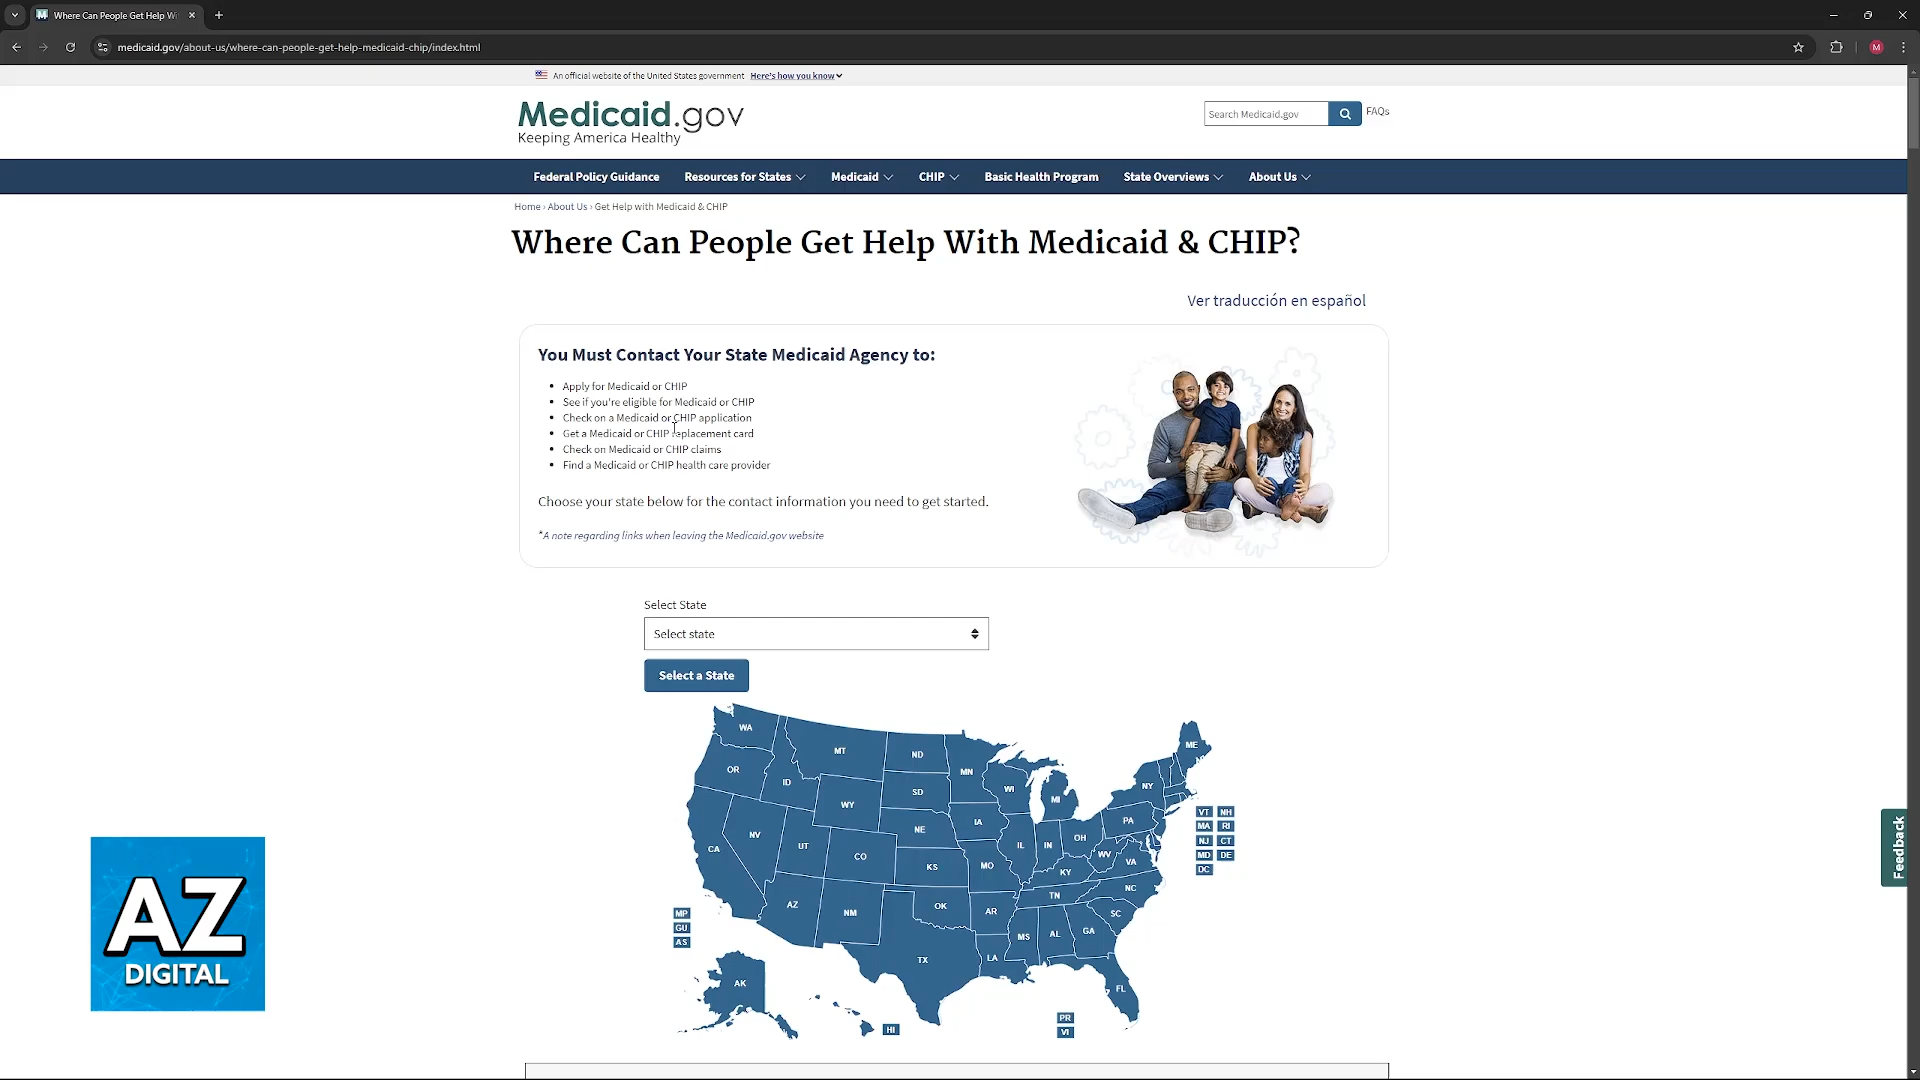 Where Can People Get Help Wi
medicaid.gov/about-us/where-can-people-get-help-medicaid-chip/index.html
M
An official website of the United States government Here's how you know
Medicaid.gov
Keeping America Healthy
Search Medicaid.gov
FAQs
Federal Policy Guidance Resources for States Medicaid CHIP Basic Health Program State Overviews About Us
Home › About Us › Get Help with Medicaid & CHIP
Where Can People Get Help With Medicaid & CHIP?
Ver traducción en español
You Must Contact Your State Medicaid Agency to:
• Apply for Medicaid or CHIP
• See if you're eligible for Medicaid or CHIP
• Check on a Medicaid or CHIP application
• Get a Medicaid or CHIP replacement card
• Check on Medicaid or CHIP claims
• Find a Medicaid or CHIP health care provider
Choose your state below for the contact information you need to get started.
*A note regarding links when leaving the Medicaid.gov website
Select State
Select state
Select a State
WA
MT
ND
ME
OR
ID
MN
SD
WI
NY
MI
WY
VT NH
IA
PA
MA RI
NE
NV
OH
NJ CT
UT
IL
IN
CA
CO
WV
MD DE
VA
KS
MO
DC
KY
NC
TN
AZ
OK
NM
AR
SC
MP
GU
AS
MS
AL
GA
TX
LA
AK
FL
HI
PR
VI
Feedback
AZ
DIGITAL